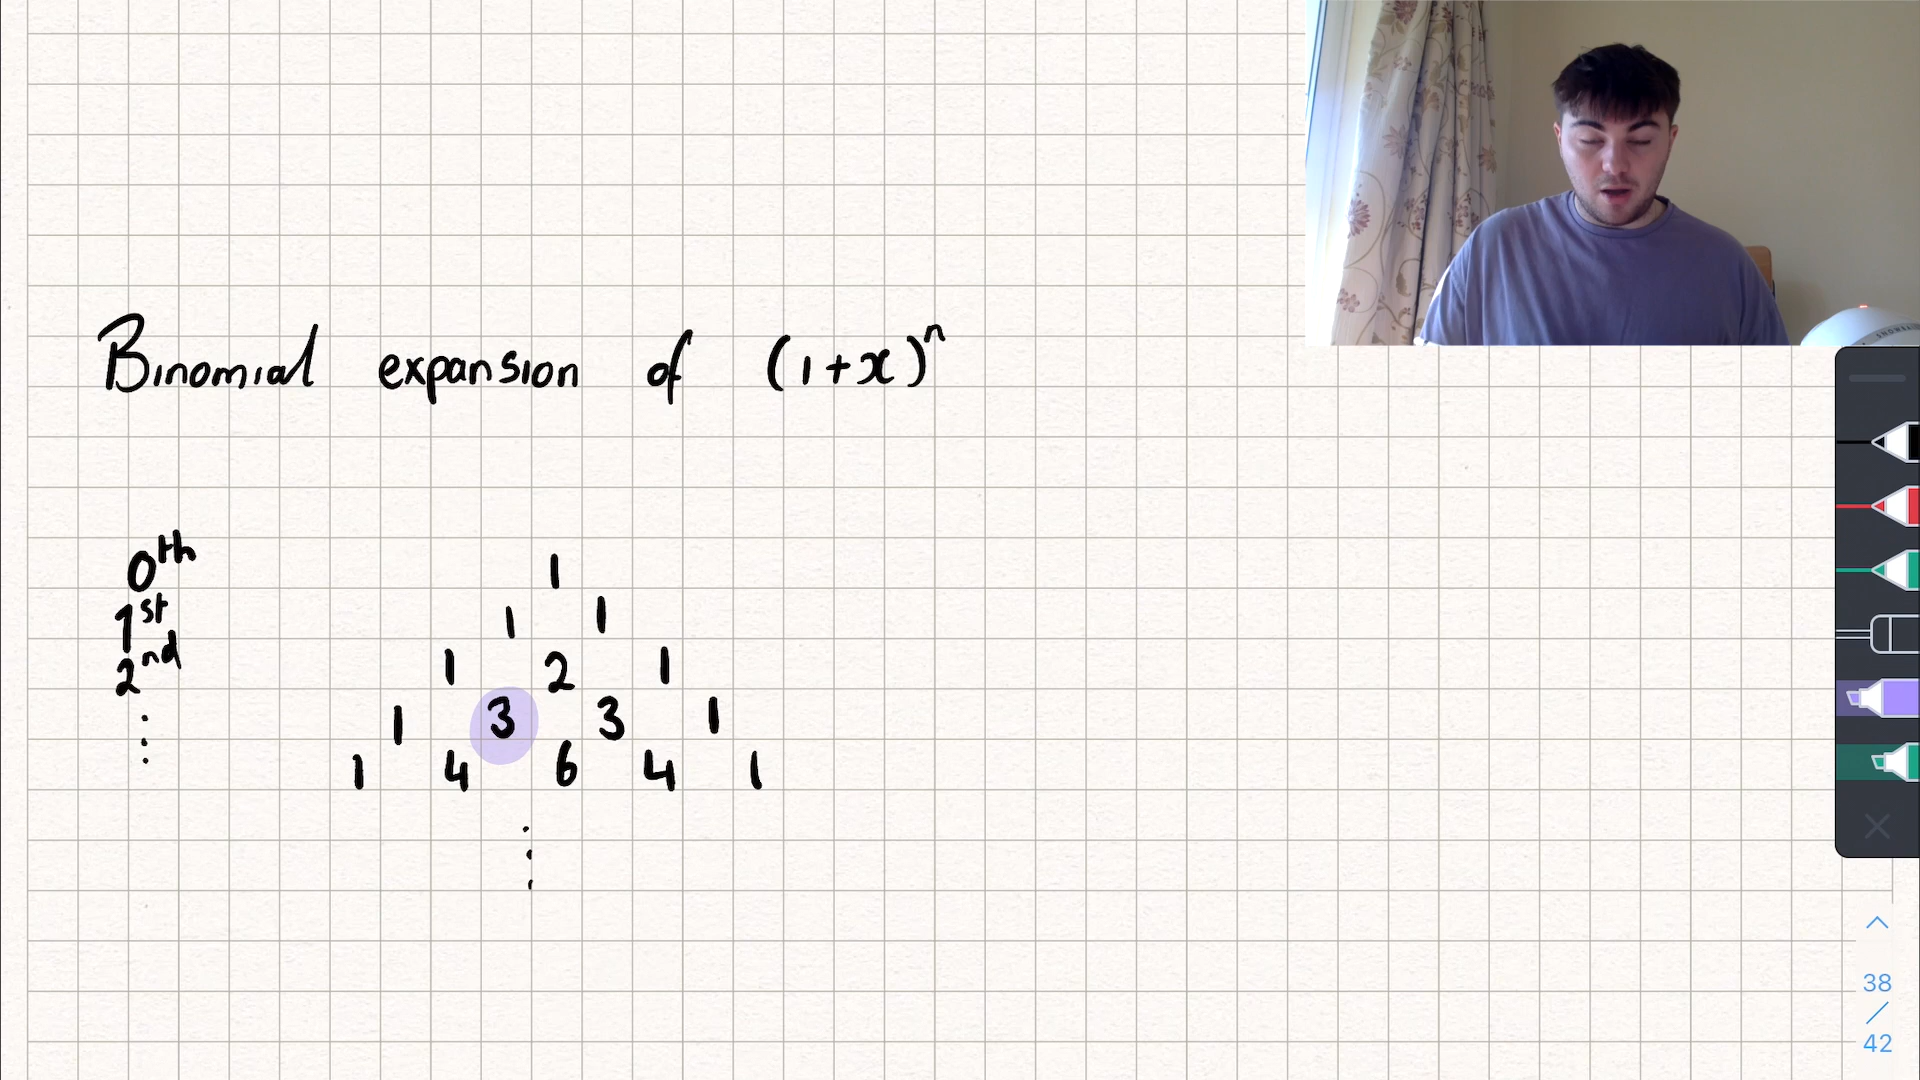 Binomial expansion of (1+x)ⁿ
0th 1
1st 1 1
2nd 1 2 1
1 3 3 1
1 4 6 4 1
38
/
42